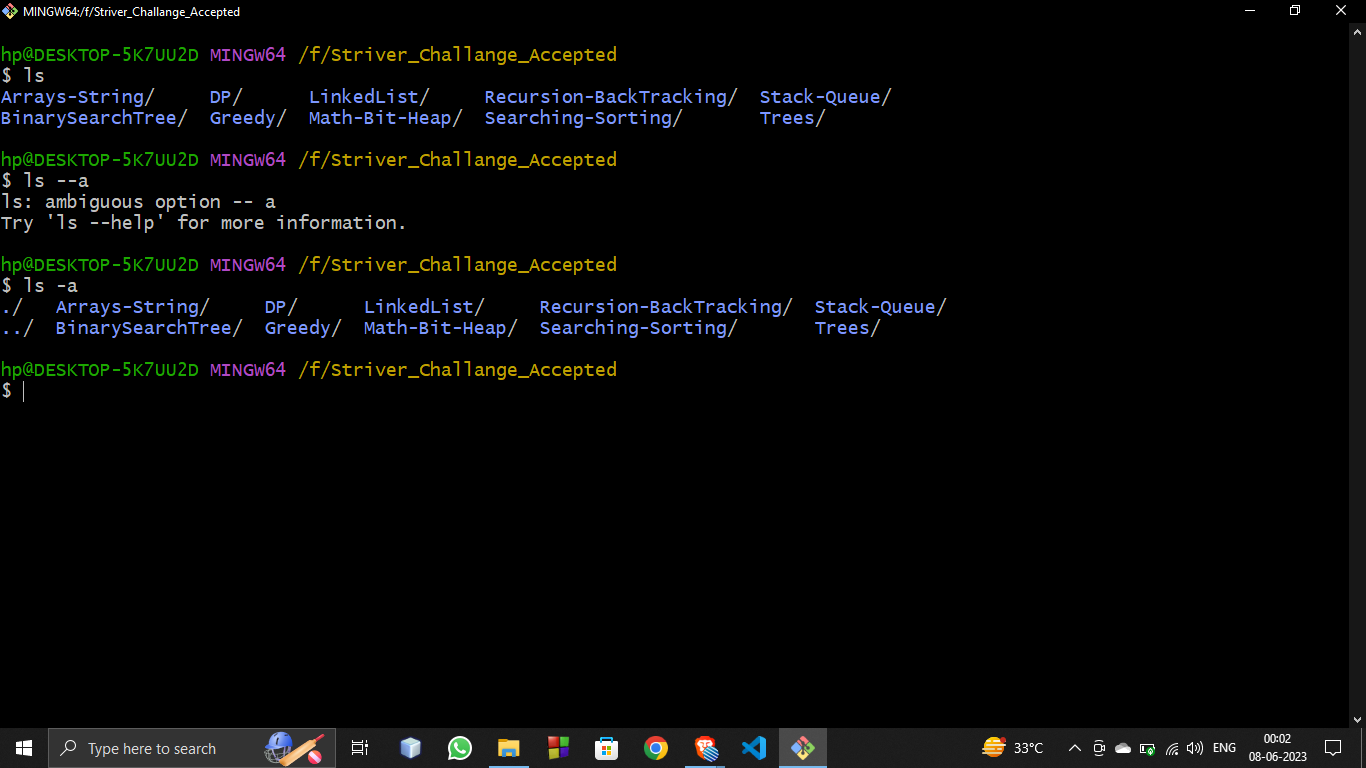 MINGW64:/f/Striver_Challange_Accepted
hp@DESKTOP-5K7UU2D MINGW64 /f/Striver_Challange_Accepted
$ ls
Arrays-String/     DP/      LinkedList/     Recursion-BackTracking/  Stack-Queue/
BinarySearchTree/  Greedy/  Math-Bit-Heap/  Searching-Sorting/       Trees/
hp@DESKTOP-5K7UU2D MINGW64 /f/Striver_Challange_Accepted
$ ls --a
ls: ambiguous option -- a
Try 'ls --help' for more information.
hp@DESKTOP-5K7UU2D MINGW64 /f/Striver_Challange_Accepted
$ ls -a
./   Arrays-String/     DP/      LinkedList/     Recursion-BackTracking/  Stack-Queue/
../  BinarySearchTree/  Greedy/  Math-Bit-Heap/  Searching-Sorting/       Trees/
hp@DESKTOP-5K7UU2D MINGW64 /f/Striver_Challange_Accepted
$
Type here to search
33°C
ENG
00:02
08-06-2023